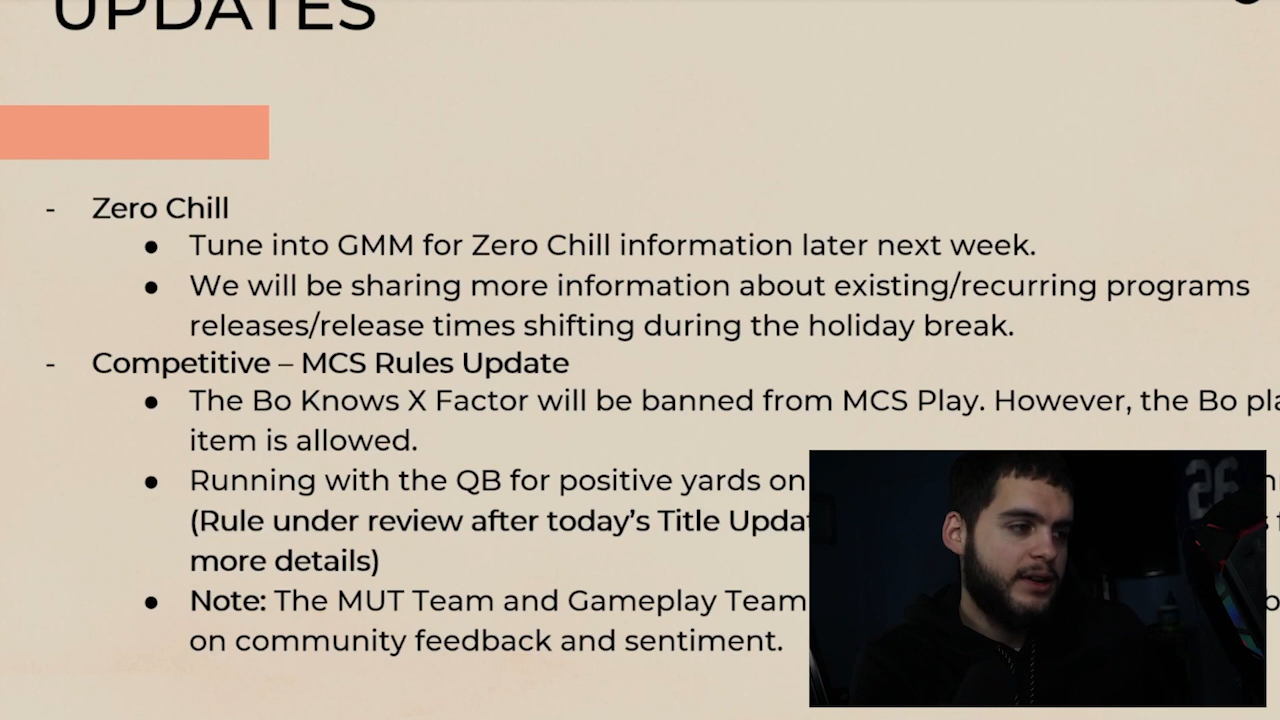 UPDATES
- Zero Chill
● Tune into GMM for Zero Chill information later next week.
● We will be sharing more information about existing/recurring programs
releases/release times shifting during the holiday break.
- Competitive – MCS Rules Update
● The Bo Knows X Factor will be banned from MCS Play. However, the Bo
item is allowed.
● Running with the QB for positive yards on
(Rule under review after today’s Title
more details)
● Note: The MUT Team and Gameplay Team
on community feedback and sentiment.
26